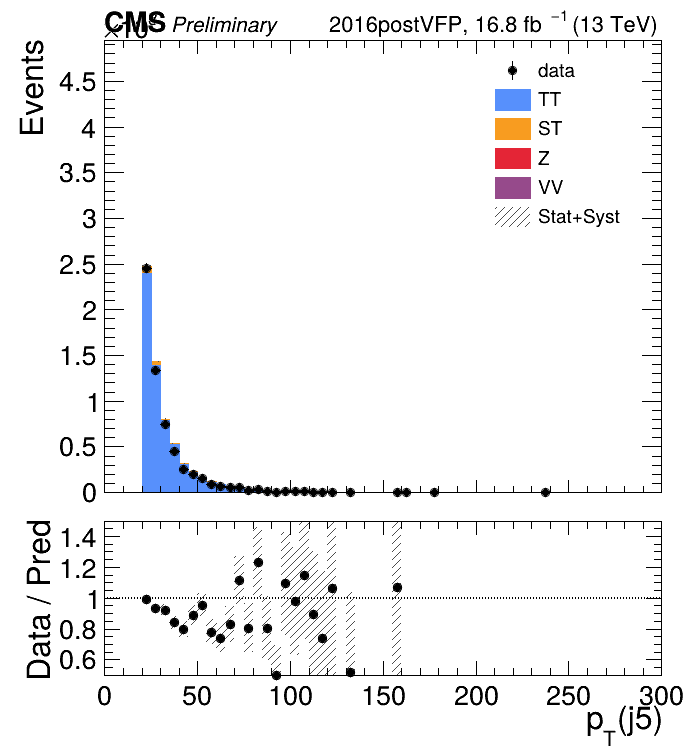 CMS Preliminary 2016postVFP, 16.8 fb⁻¹ (13 TeV)
Events
4.5
4
3.5
3
2.5
2
1.5
1
0.5
0
data
TT
ST
Z
VV
Stat+Syst
Data / Pred
1.4
1.2
1
0.8
0.6
0 50 100 150 200 250 300
p_T(j5)